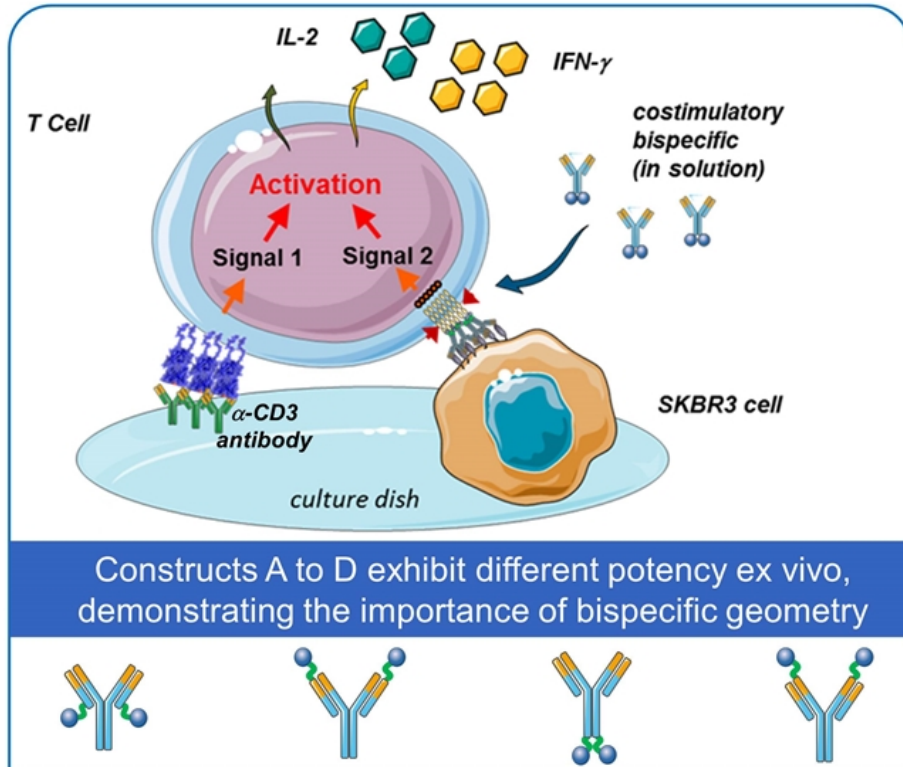 IL-2
IFN-γ
T Cell
costimulatory
bispecific
(in solution)
Activation
Signal 1
Signal 2
α-CD3
antibody
SKBR3 cell
culture dish
Constructs A to D exhibit different potency ex vivo,
demonstrating the importance of bispecific geometry